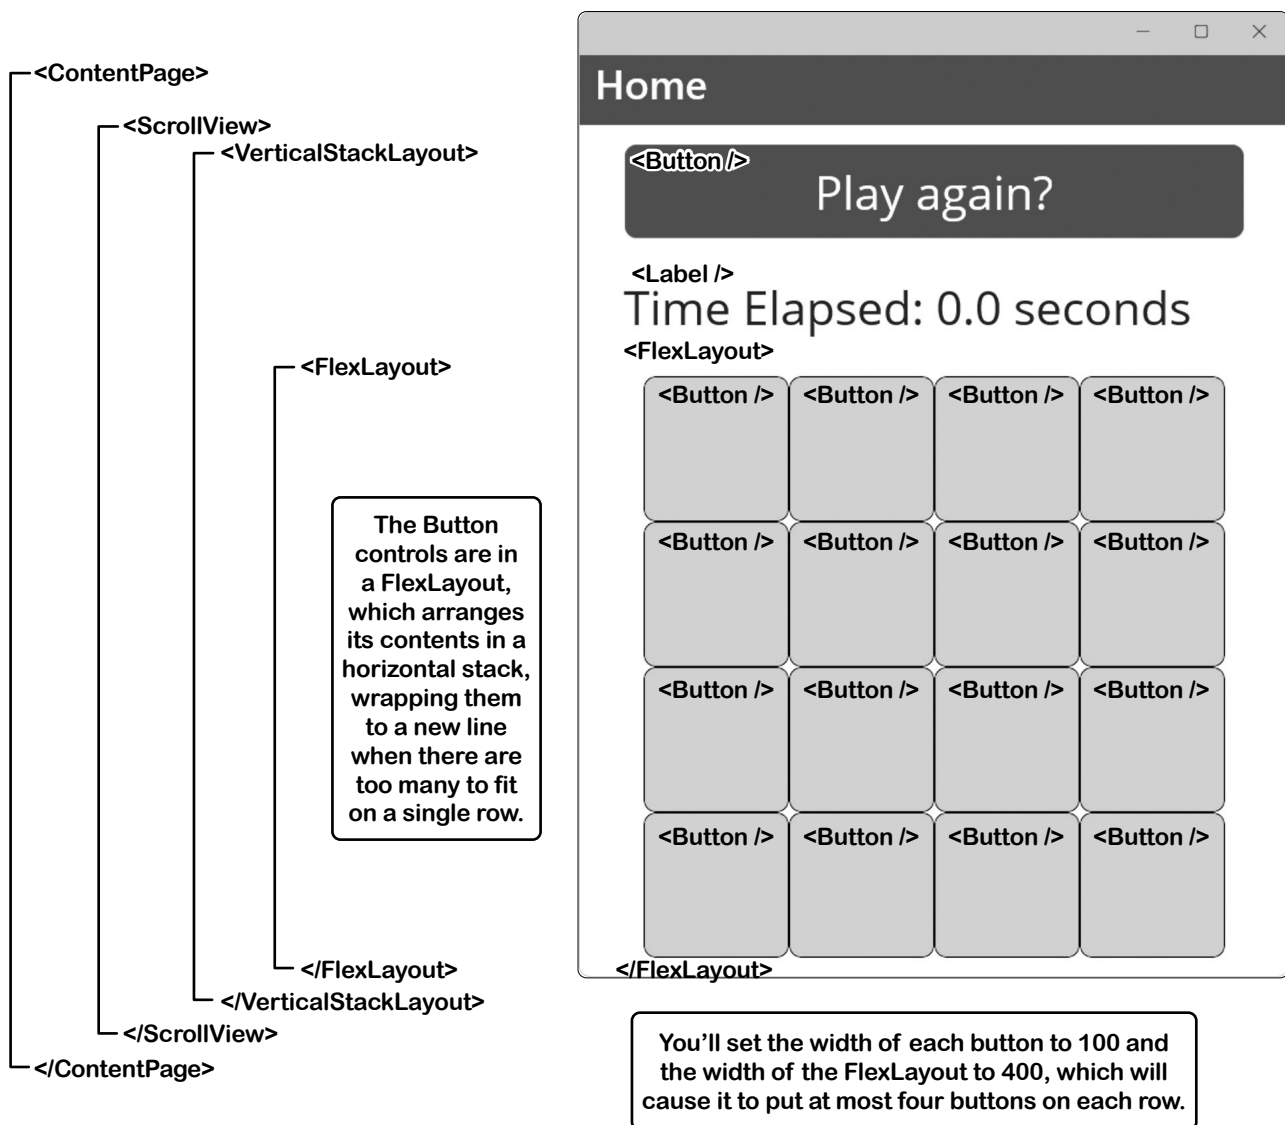 <ContentPage>
<ScrollView>
<VerticalStackLayout>
<FlexLayout>
The Button
controls are in
a FlexLayout,
which arranges
its contents in a
horizontal stack,
wrapping them
to a new line
when there are
too many to fit
on a single row.
</FlexLayout>
</VerticalStackLayout>
</ScrollView>
</ContentPage>
Home
<Button />
Play again?
<Label />
Time Elapsed: 0.0 seconds
<FlexLayout>
<Button /> <Button /> <Button /> <Button />
<Button /> <Button /> <Button /> <Button />
<Button /> <Button /> <Button /> <Button />
<Button /> <Button /> <Button /> <Button />
</FlexLayout>
You’ll set the width of each button to 100 and
the width of the FlexLayout to 400, which will
cause it to put at most four buttons on each row.